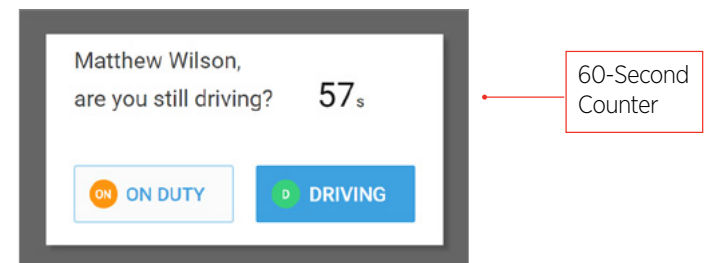 Matthew Wilson,
are you still driving? 57s
60-Second
Counter
ON ON DUTY
D DRIVING